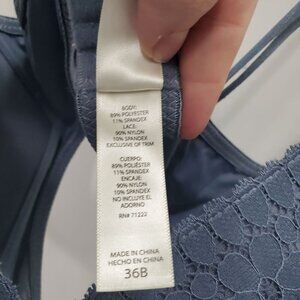 BODY:
89% POLYESTER
11% SPANDEX
LACE:
90% NYLON
10% SPANDEX
EXCLUSIVE OF TRIM
CUERPO:
89% POLIÉSTER
11% SPANDEX
ENCAJE:
90% NYLON
10% SPANDEX
NO INCLUYE EL
ADORNO
RN# 71222
MADE IN CHINA
HECHO EN CHINA
36B